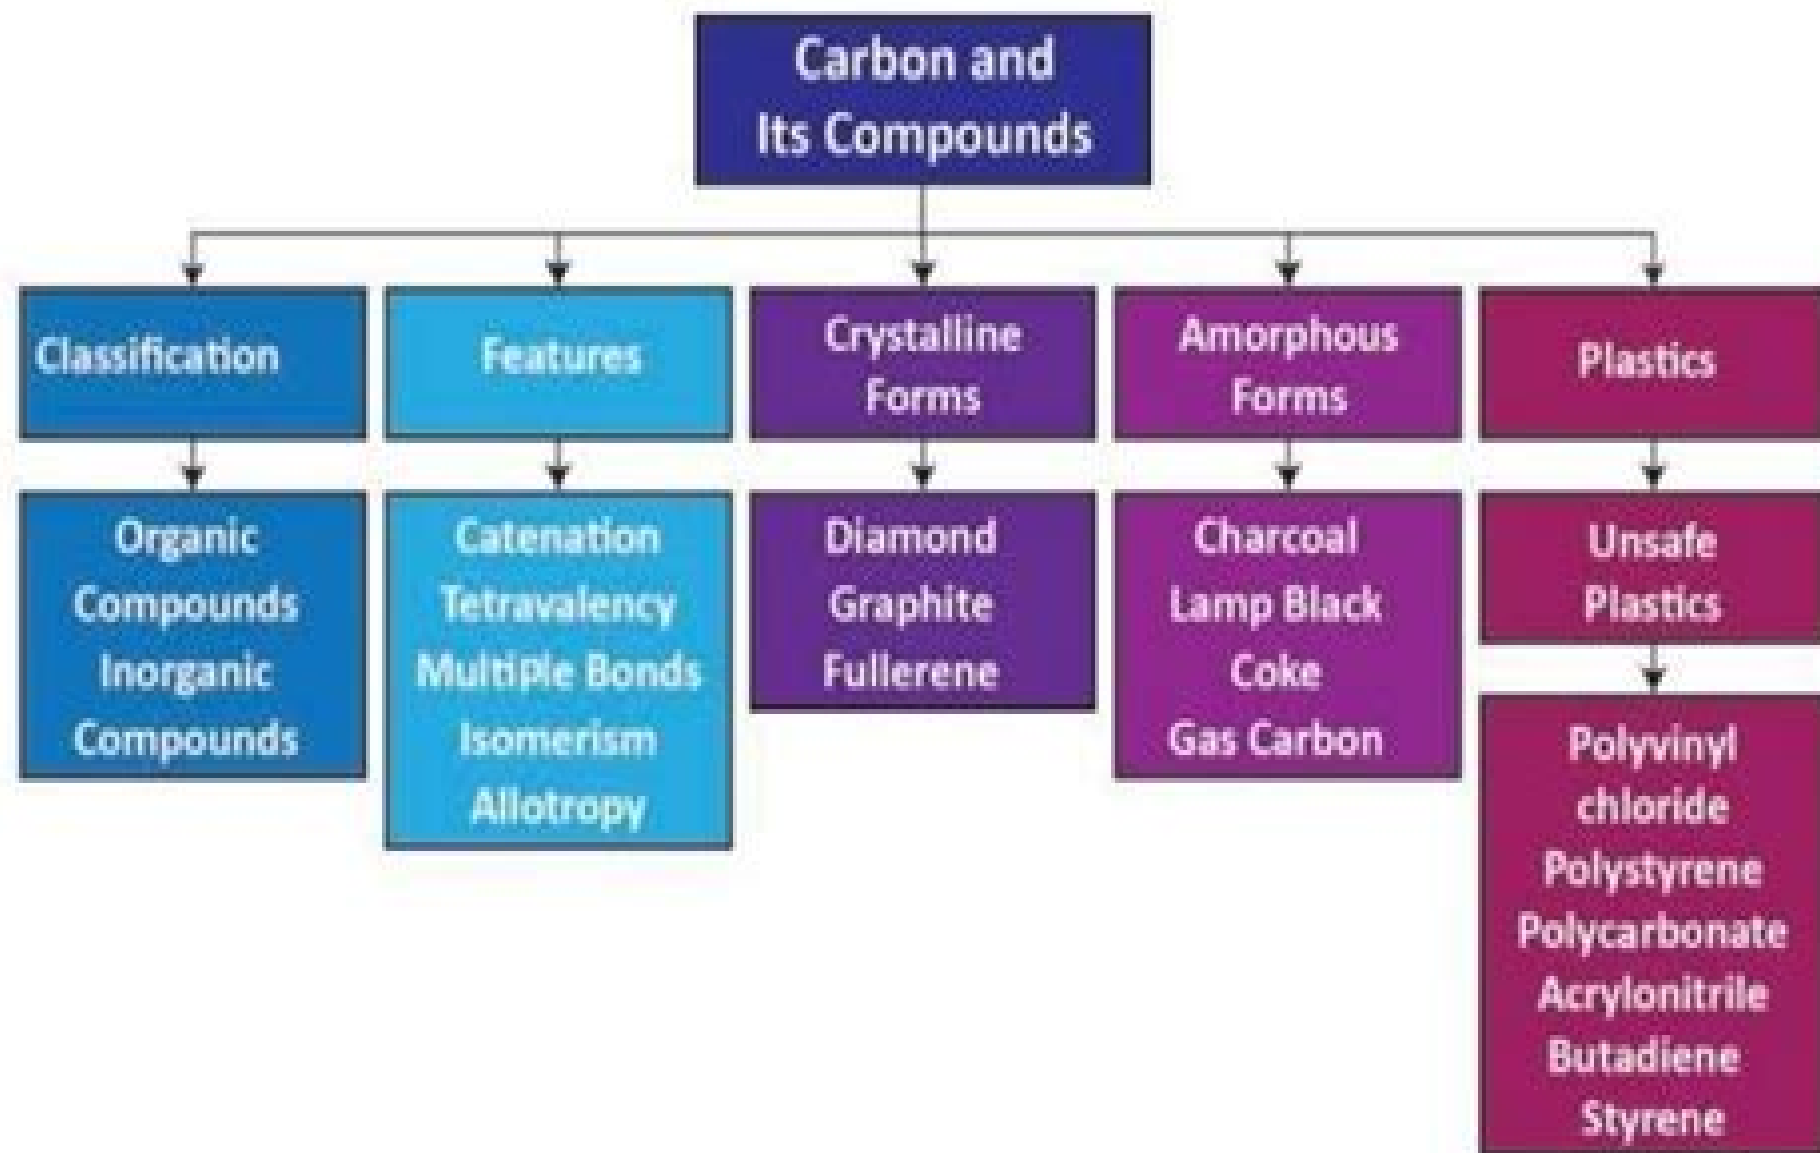 Carbon and
Its Compounds
Classification
Features
Crystalline
Forms
Amorphous
Forms
Plastics
Organic
Compounds
Inorganic
Compounds
Catenation
Tetravalency
Multiple Bonds
Isomerism
Allotropy
Diamond
Graphite
Fullerene
Charcoal
Lamp Black
Coke
Gas Carbon
Unsafe
Plastics
Polyvinyl
chloride
Polystyrene
Polycarbonate
Acrylonitrile
Butadiene
Styrene